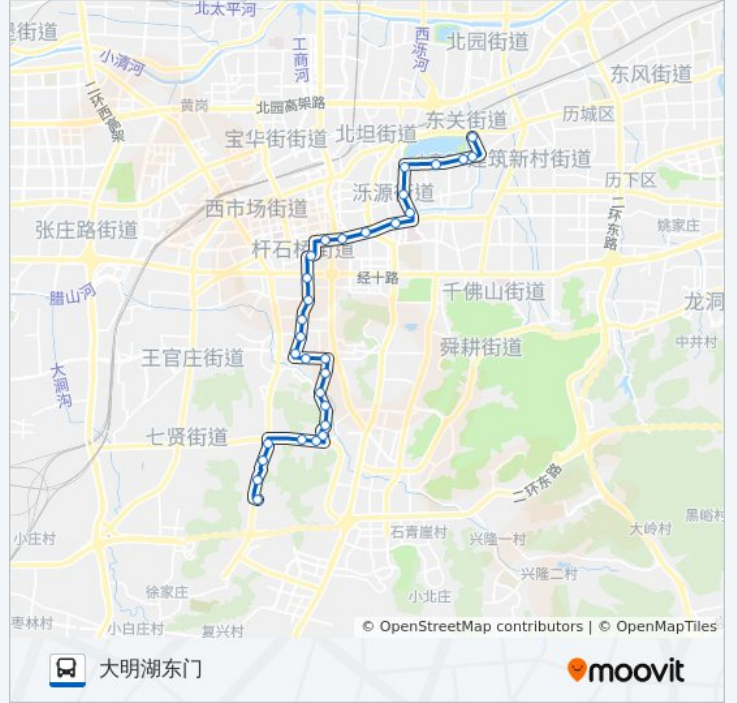 北太平河
街道
小清河
工商河
西泺河
北园街道
东风街道
二环西高架
黄岗
北园高架路
东关街道
历城区
宝华街街道
北坦街道
建筑新村街道
泺源街道
历下区
西市场街道
二环东路
姚家庄
张庄路街道
杆石桥街道
经十路
腊山河
千佛山街道
龙洞
中井村
王官庄街道
舜耕街道
大涧沟
七贤街道
二环东路
黑峪村
小庄村
石青崖村
兴隆一村
大岭村
徐家庄
小北庄
兴隆二村
枣林村
小白庄村
复兴村
© OpenStreetMap contributors | © OpenMapTiles
大明湖东门
moovit